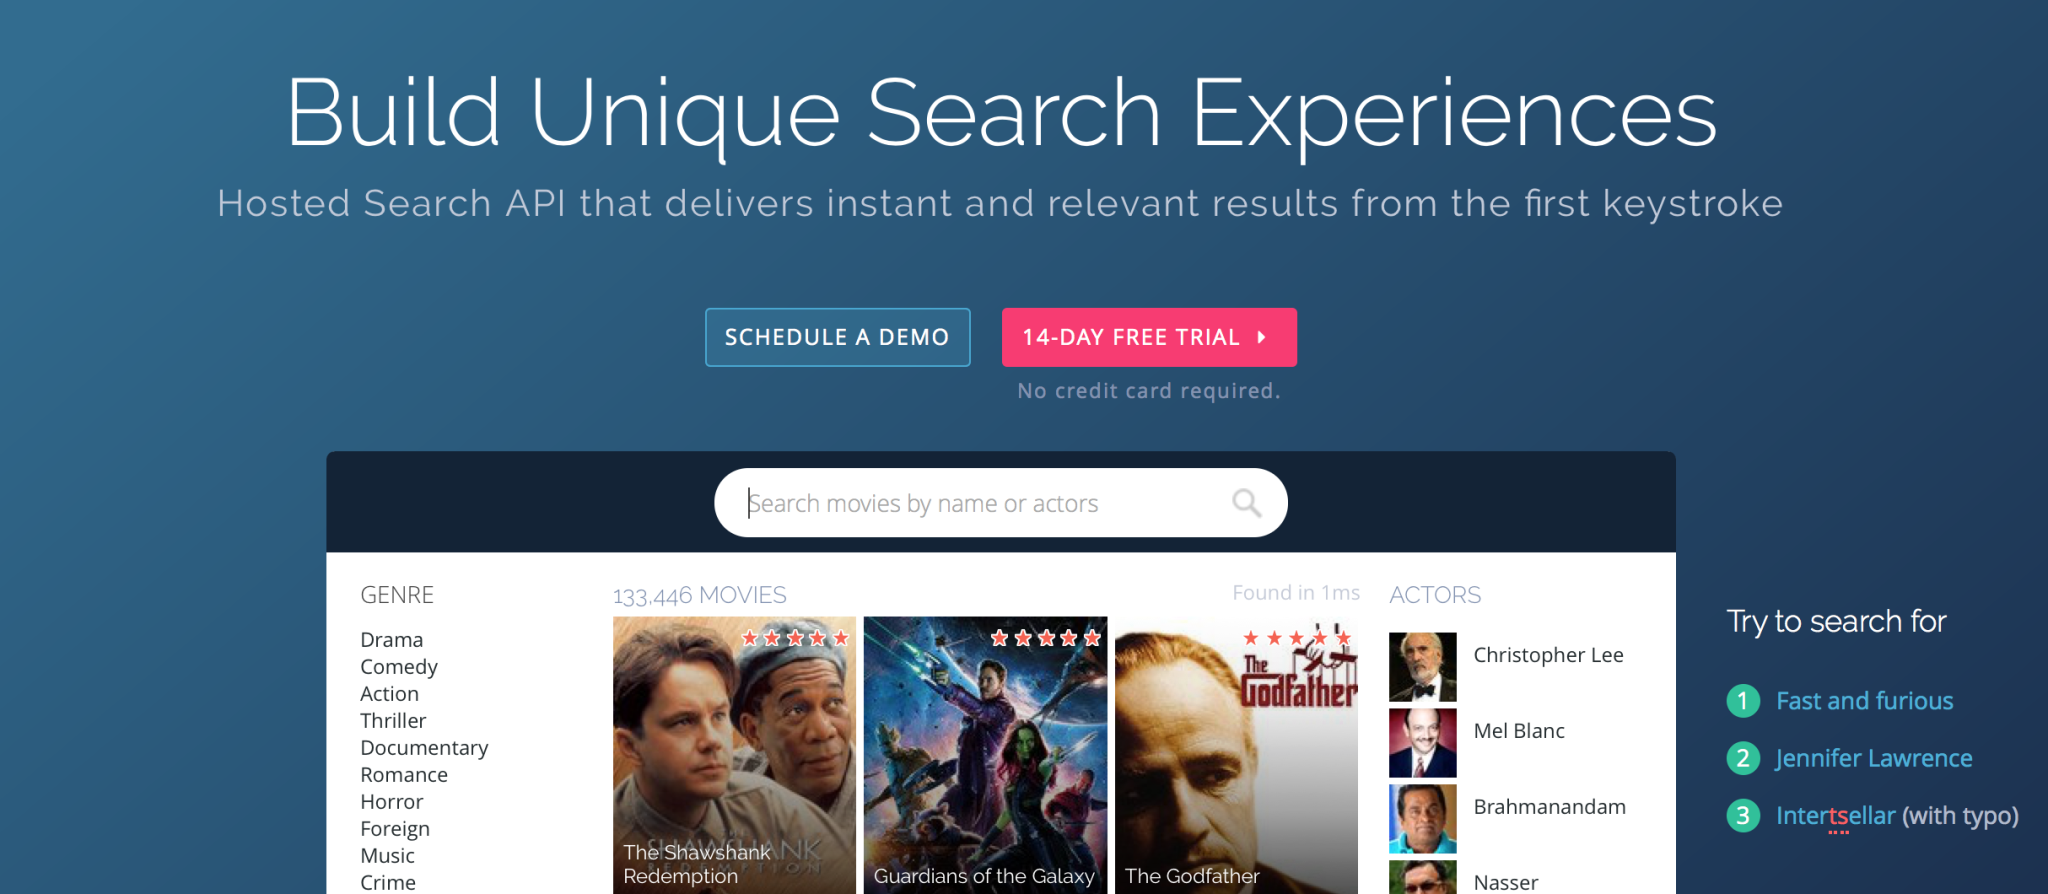 Build Unique Search Experiences
Hosted Search API that delivers instant and relevant results from the first keystroke
SCHEDULE A DEMO
14-DAY FREE TRIAL
No credit card required.
Search movies by name or actors
GENRE
Drama
Comedy
Action
Thriller
Documentary
Romance
Horror
Foreign
Music
Crime
133,446 MOVIES
Found in 1ms
THE
SHAWSHANK
REDEMPTION
The Shawshank
Redemption
Guardians of the Galaxy
The
Godfather
The Godfather
ACTORS
Christopher Lee
Mel Blanc
Brahmanandam
Nasser
Try to search for
1 Fast and furious
2 Jennifer Lawrence
3 Intertsellar (with typo)